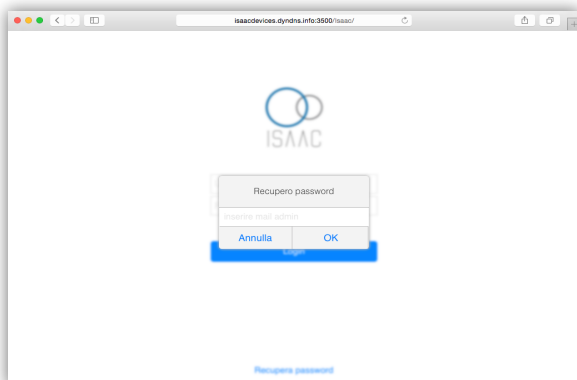 isaacdevices.dyndns.info:3500/isaac/
ISAAC
Recupero password
inserire mail admin
Annulla OK
Login
Recupera password